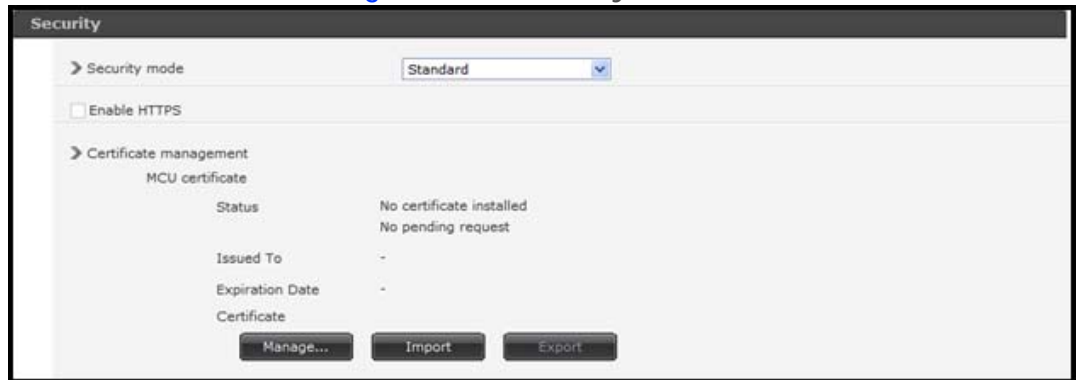 Security
Security mode Standard
Enable HTTPS
Certificate management
MCU certificate
Status No certificate installed
No pending request
Issued To -
Expiration Date -
Certificate
Manage... Import Export